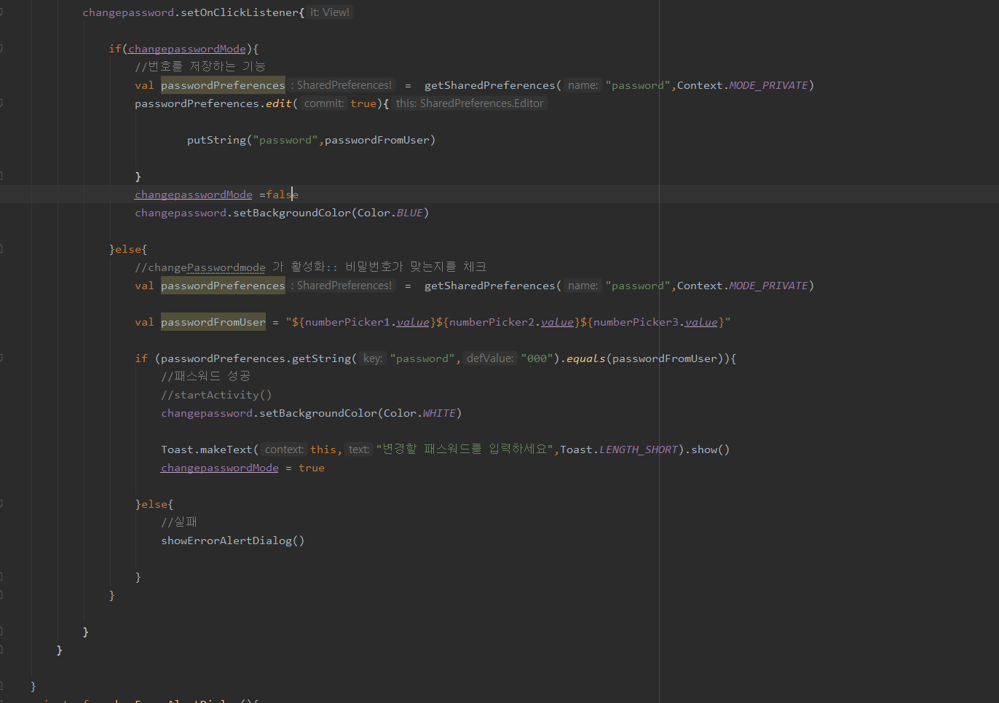 changepassword.setOnClickListener{ it: View!
if(changepasswordMode){
//번호를 저장하는 기능
val passwordPreferences : SharedPreferences! = getSharedPreferences( name: "password",Context.MODE_PRIVATE)
passwordPreferences.edit( commit: true){ this: SharedPreferences.Editor
putString("password",passwordFromUser)
}
changepasswordMode =false
changepassword.setBackgroundColor(Color.BLUE)
}else{
//changePasswordmode 가 활성화:: 비밀번호가 맞는지를 체크
val passwordPreferences : SharedPreferences! = getSharedPreferences( name: "password",Context.MODE_PRIVATE)
val passwordFromUser = "${numberPicker1.value}${numberPicker2.value}${numberPicker3.value}"
if (passwordPreferences.getString( key: "password", defValue: "000").equals(passwordFromUser)){
//패스워드 성공
//startActivity()
changepassword.setBackgroundColor(Color.WHITE)
Toast.makeText( context: this, text: "변경할 패스워드를 입력하세요",Toast.LENGTH_SHORT).show()
changepasswordMode = true
}else{
//실패
showErrorAlertDialog()
}
}
}
}
}